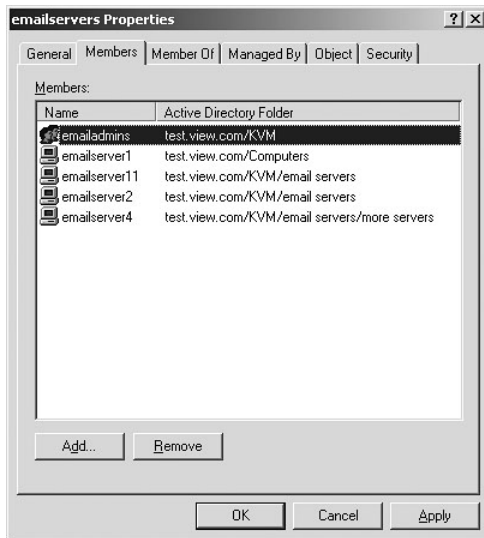 emailservers Properties ? x
General Members Member Of Managed By Object Security
Members:
Name Active Directory Folder
emailadmins test.view.com/KVM
emailserver1 test.view.com/Computers
emailserver11 test.view.com/KVM/email servers
emailserver2 test.view.com/KVM/email servers
emailserver4 test.view.com/KVM/email servers/more servers
Add... Remove
OK Cancel Apply